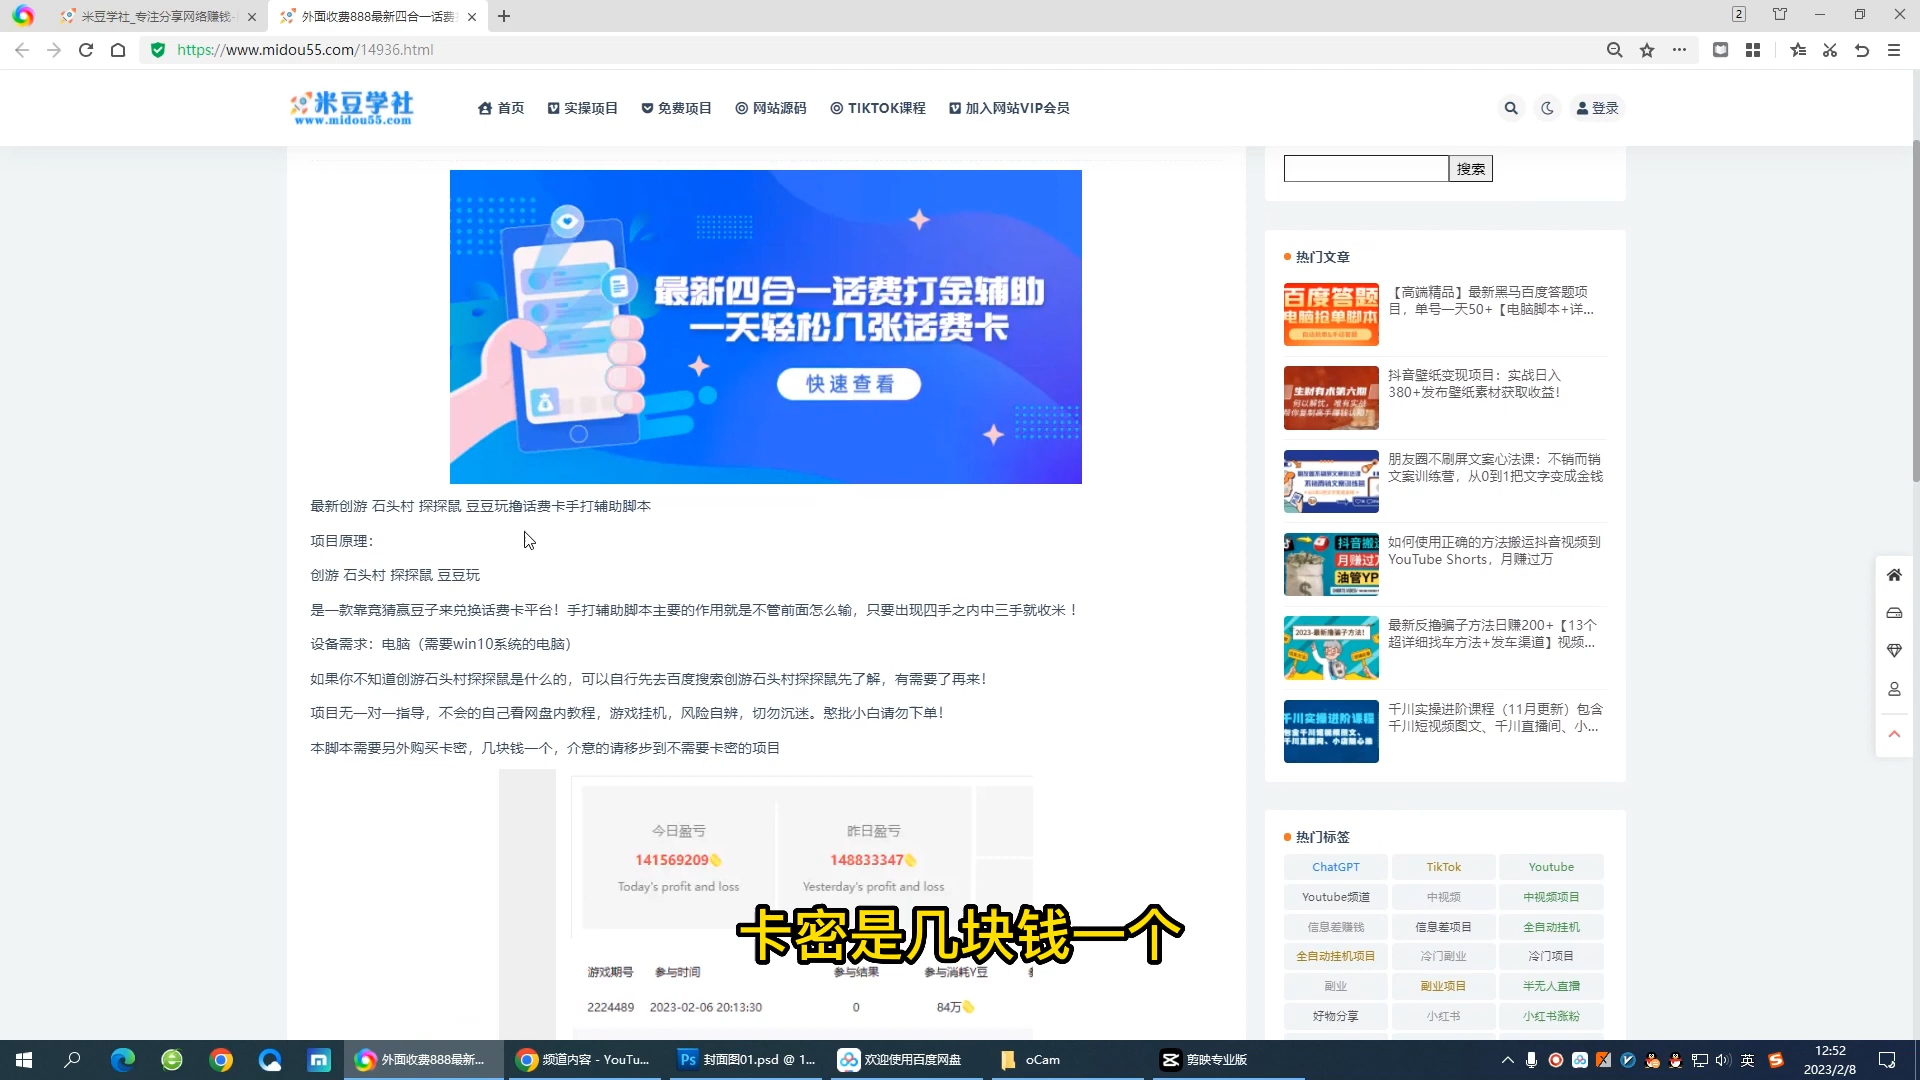 米豆学社_专注分享网络赚钱-
外面收费888最新四合一话费
2
https://www.midou55.com/14936.html
米豆学社
www.midou55.com
首页
实操项目
免费项目
网站源码
TIKTOK课程
加入网站VIP会员
登录
搜索
最新四合一话费打金辅助
一天轻松几张话费卡
快速查看
最新创游 石头村 探探鼠 豆豆玩撸话费卡手打辅助脚本
项目原理：
创游 石头村 探探鼠 豆豆玩
是一款靠竞猜赢豆子来兑换话费卡平台！手打辅助脚本主要的作用就是不管前面怎么输，只要出现四手之内中三手就收米！
设备需求：电脑（需要win10系统的电脑）
如果你不知道创游石头村探探鼠是什么的，可以自行先去百度搜索创游石头村探探鼠先了解，有需要了再来！
项目无一对一指导，不会的自己看网盘内教程，游戏挂机，风险自辨，切勿沉迷。憨批小白请勿下单！
本脚本需要另外购买卡密，几块钱一个，介意的请移步到不需要卡密的项目
今日盈亏
141569209
Today's profit and loss
昨日盈亏
148833347
Yesterday's profit and loss
卡密是几块钱一个
游戏期号 参与时间 参与结果 参与消耗Y豆
2224489 2023-02-06 20:13:30 0 84万
热门文章
百度答题
电脑抢单脚本
【高端精品】最新黑马百度答题项
目，单号一天50+【电脑脚本+详...
生财有术第六期
抖音壁纸变现项目：实战日入
380+发布壁纸素材获取收益！
朋友圈不刷屏文案心法课：不销而销
文案训练营，从0到1把文字变成金钱
抖音搬
月赚过
油管YP
如何使用正确的方法搬运抖音视频到
YouTube Shorts，月赚过万
2023-最新撸骗子方法！
最新反撸骗子方法日赚200+【13个
超详细找车方法+发车渠道】视频...
千川实操进阶课程
千川实操进阶课程（11月更新）包含
千川短视频图文、千川直播间、小...
热门标签
ChatGPT TikTok Youtube
Youtube频道 中视频 中视频项目
信息差赚钱 信息差项目 全自动挂机
全自动挂机项目 冷门副业 冷门项目
副业 副业项目 半无人直播
好物分享 小红书 小红书涨粉
外面收费888最新...
频道内容 - YouTu...
封面图01.psd @ 1...
欢迎使用百度网盘
oCam
剪映专业版
英
12:52
2023/2/8